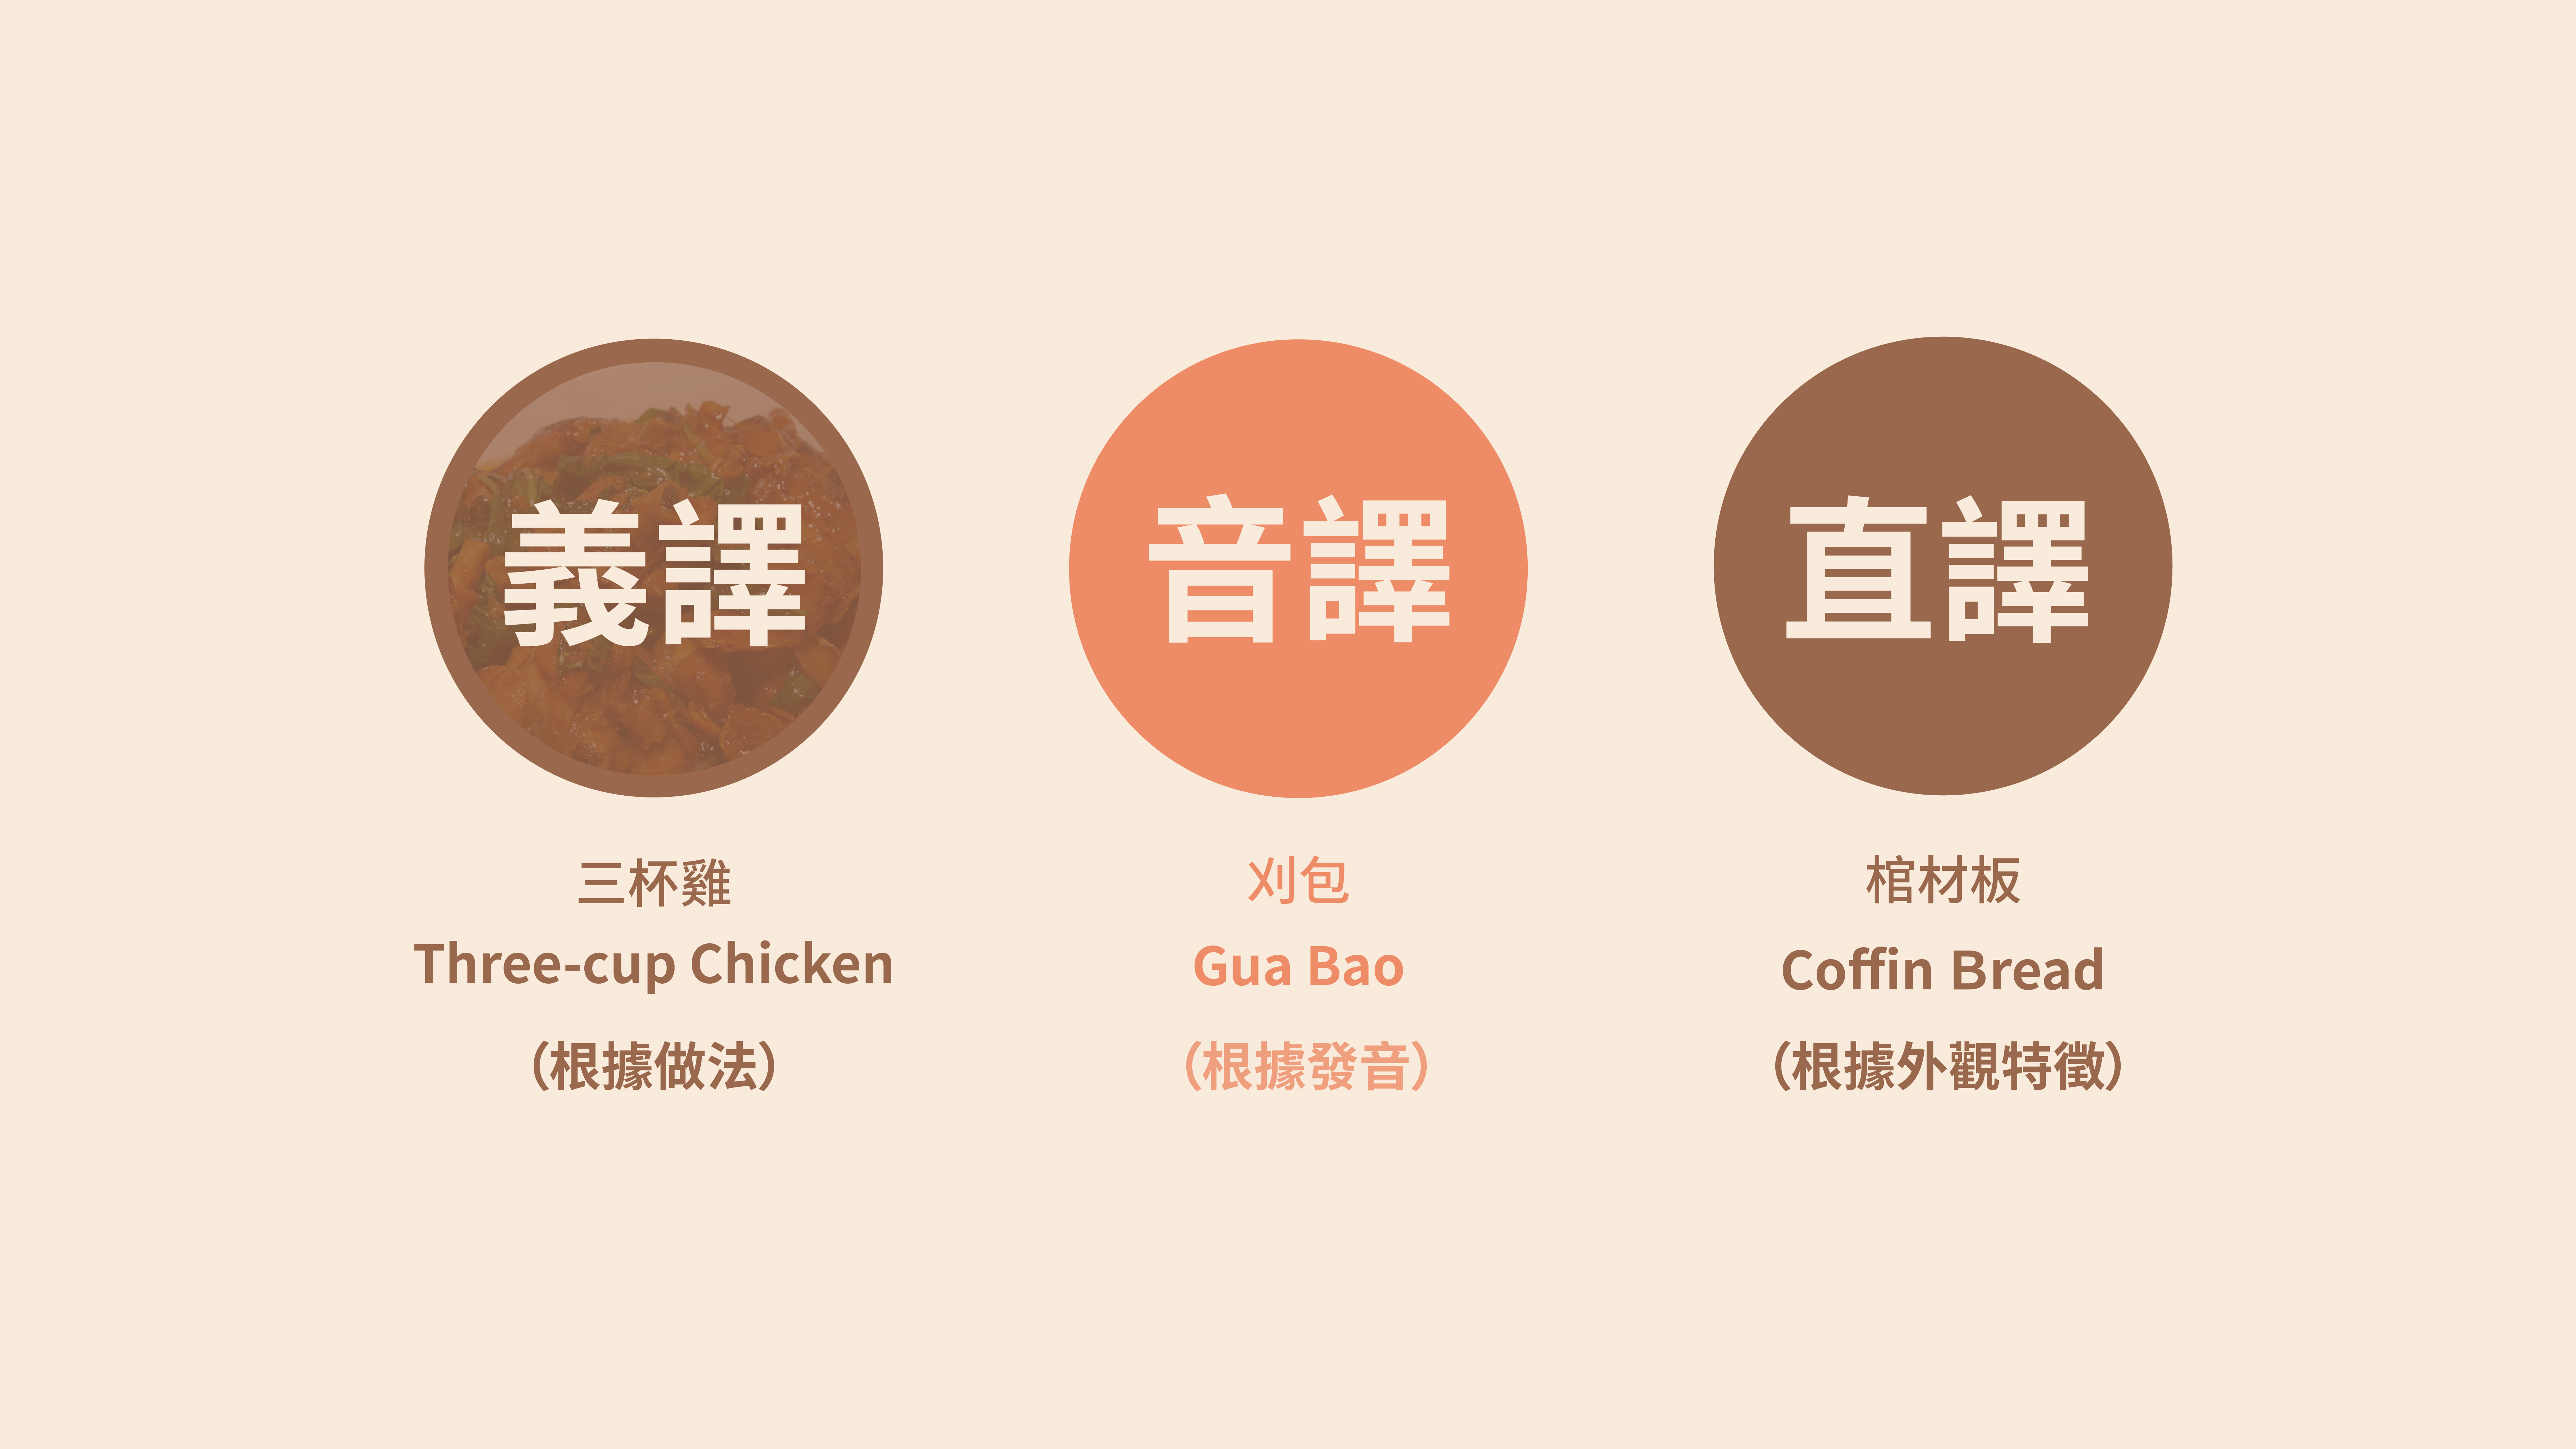 義譯
三杯雞
Three-cup Chicken
（根據做法）
音譯
刈包
Gua Bao
（根據發音）
直譯
棺材板
Coffin Bread
（根據外觀特徵）